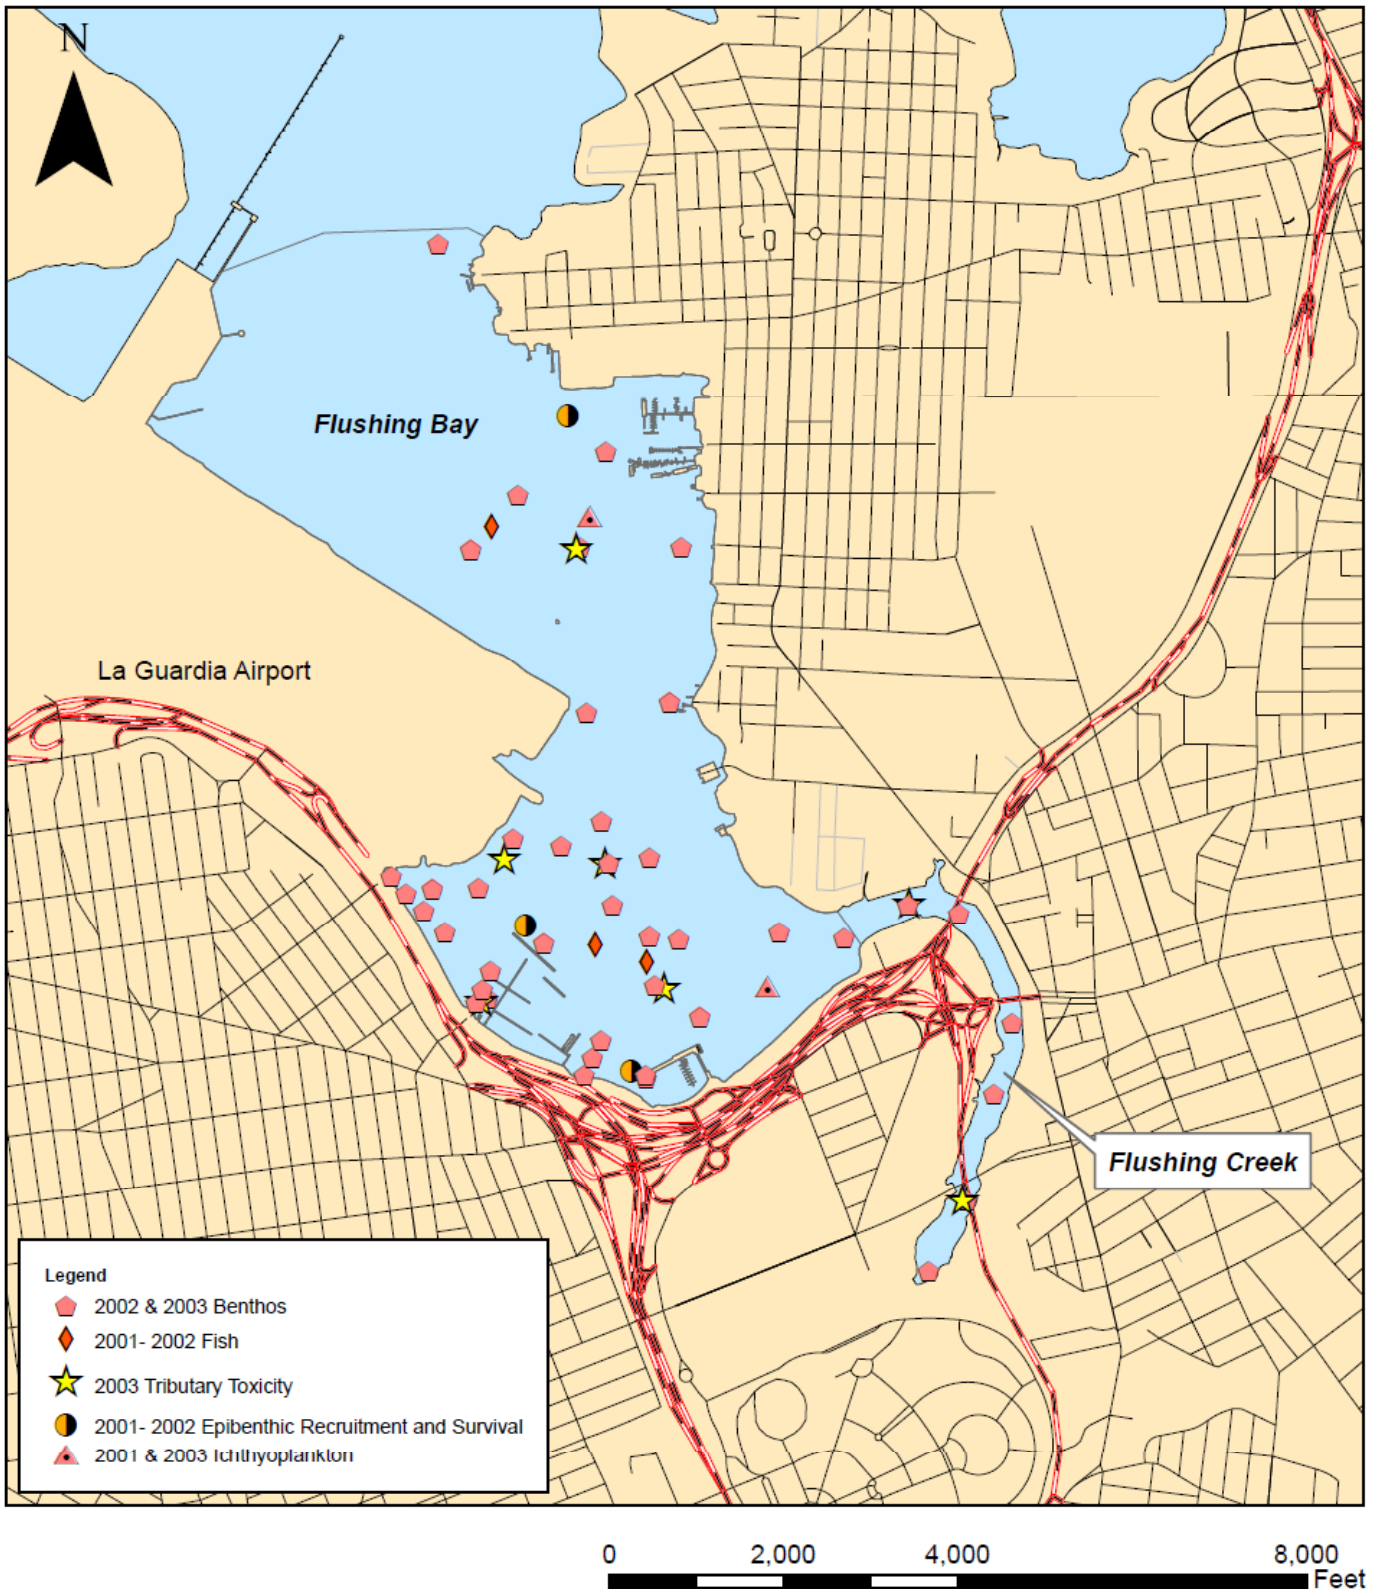 N
Flushing Bay
La Guardia Airport
Flushing Creek
Legend
2002 & 2003 Benthos
2001- 2002 Fish
2003 Tributary Toxicity
2001- 2002 Epibenthic Recruitment and Survival
2001 & 2003 Ichthyoplankton
0 2,000 4,000 8,000
Feet